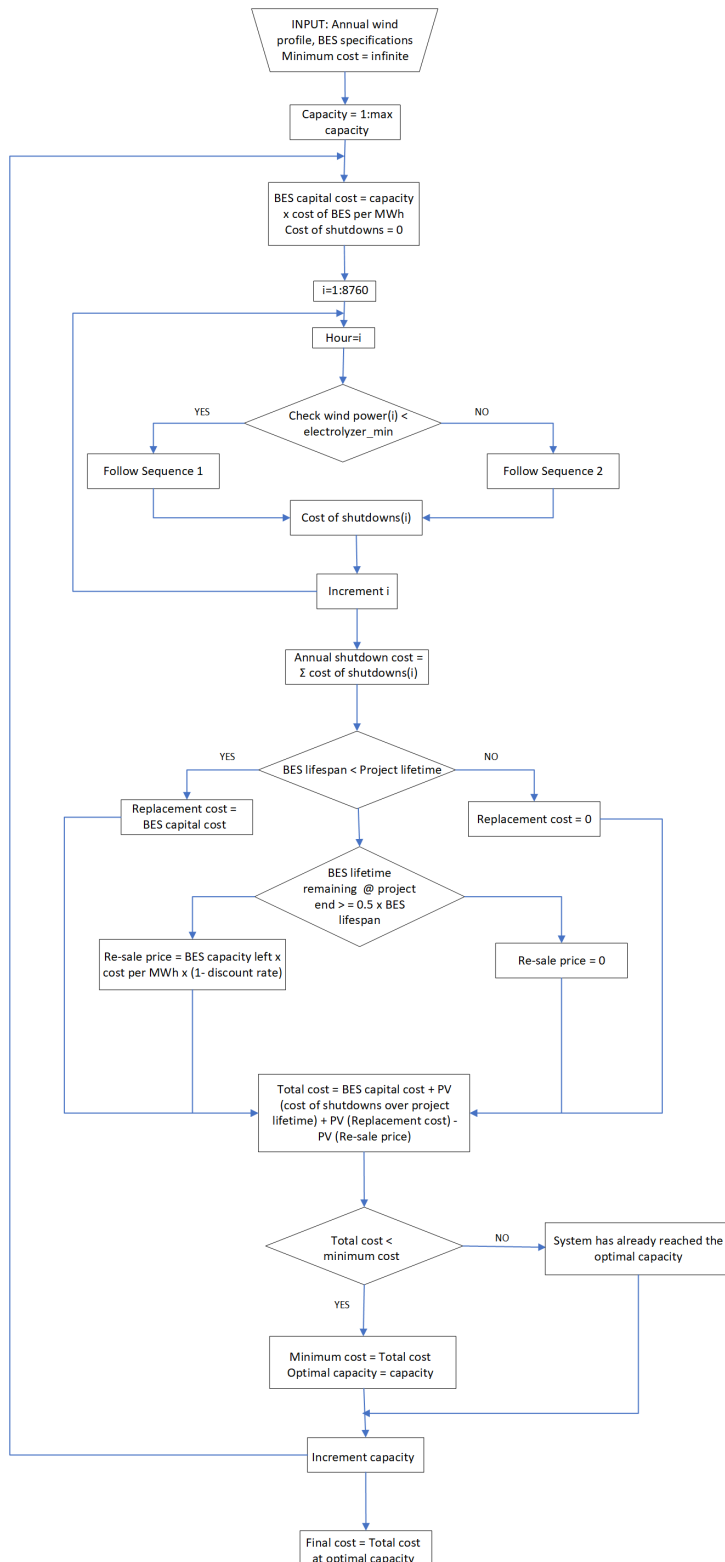 INPUT: Annual wind
profile, BES specifications
Minimum cost = infinite
Capacity = 1:max
capacity
BES capital cost = capacity
x cost of BES per MWh
Cost of shutdowns = 0
i=1:8760
Hour=i
Check wind power(i) <
electrolyzer_min
YES
NO
Follow Sequence 1
Follow Sequence 2
Cost of shutdowns(i)
Increment i
Annual shutdown cost =
Σ cost of shutdowns(i)
BES lifespan < Project lifetime
YES
NO
Replacement cost =
BES capital cost
Replacement cost = 0
BES lifetime
remaining @ project
end > = 0.5 x BES
lifespan
Re-sale price = BES capacity left x
cost per MWh x (1- discount rate)
Re-sale price = 0
Total cost = BES capital cost + PV
(cost of shutdowns over project
lifetime) + PV (Replacement cost) -
PV (Re-sale price)
Total cost <
minimum cost
NO
System has already reached the
optimal capacity
YES
Minimum cost = Total cost
Optimal capacity = capacity
Increment capacity
Final cost = Total cost
at optimal capacity